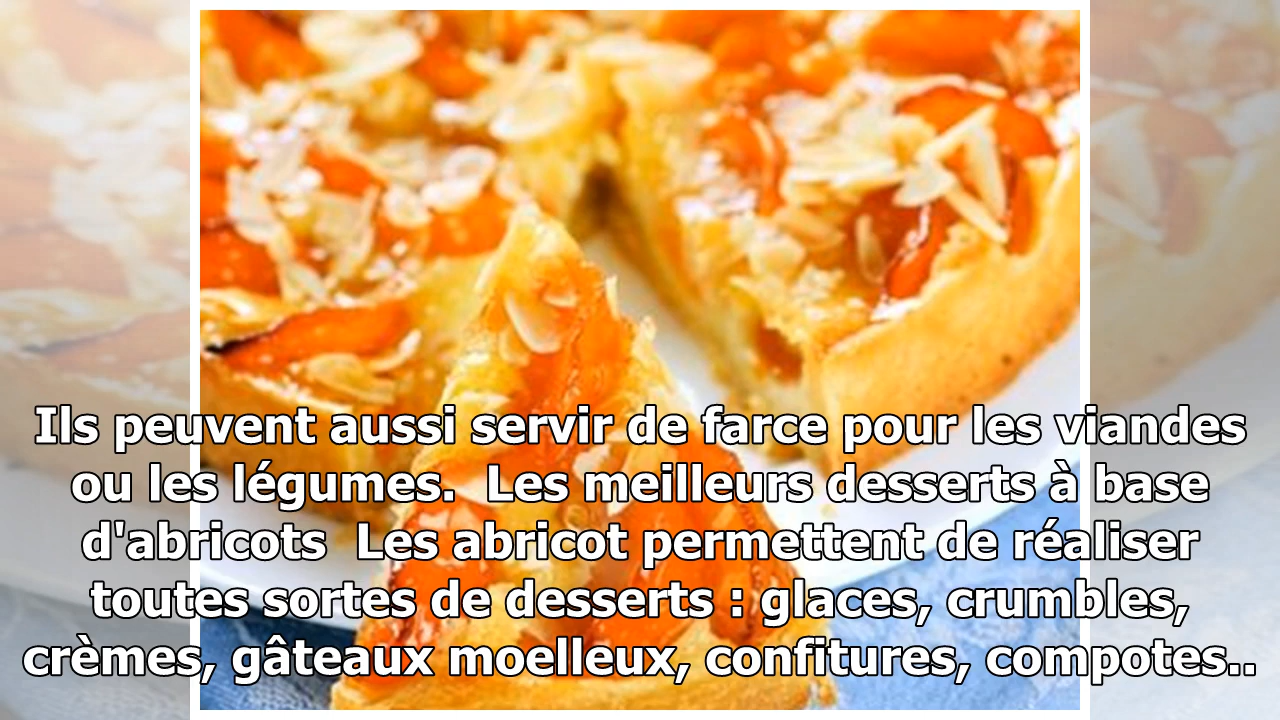 Ils peuvent aussi servir de farce pour les viandes
ou les légumes.  Les meilleurs desserts à base
d'abricots  Les abricot permettent de réaliser
toutes sortes de desserts : glaces, crumbles,
crèmes, gâteaux moelleux, confitures, compotes..